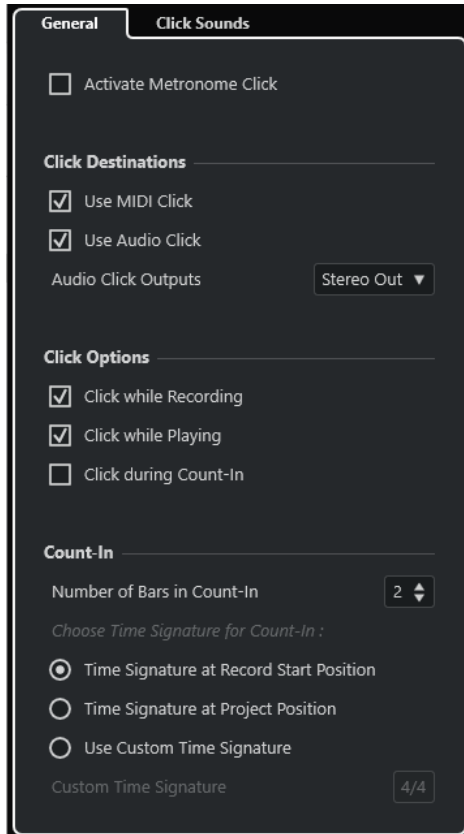 General Click Sounds
Activate Metronome Click
Click Destinations
Use MIDI Click
Use Audio Click
Audio Click Outputs Stereo Out
Click Options
Click while Recording
Click while Playing
Click during Count-In
Count-In
Number of Bars in Count-In 2
Choose Time Signature for Count-In :
Time Signature at Record Start Position
Time Signature at Project Position
Use Custom Time Signature
Custom Time Signature 4/4